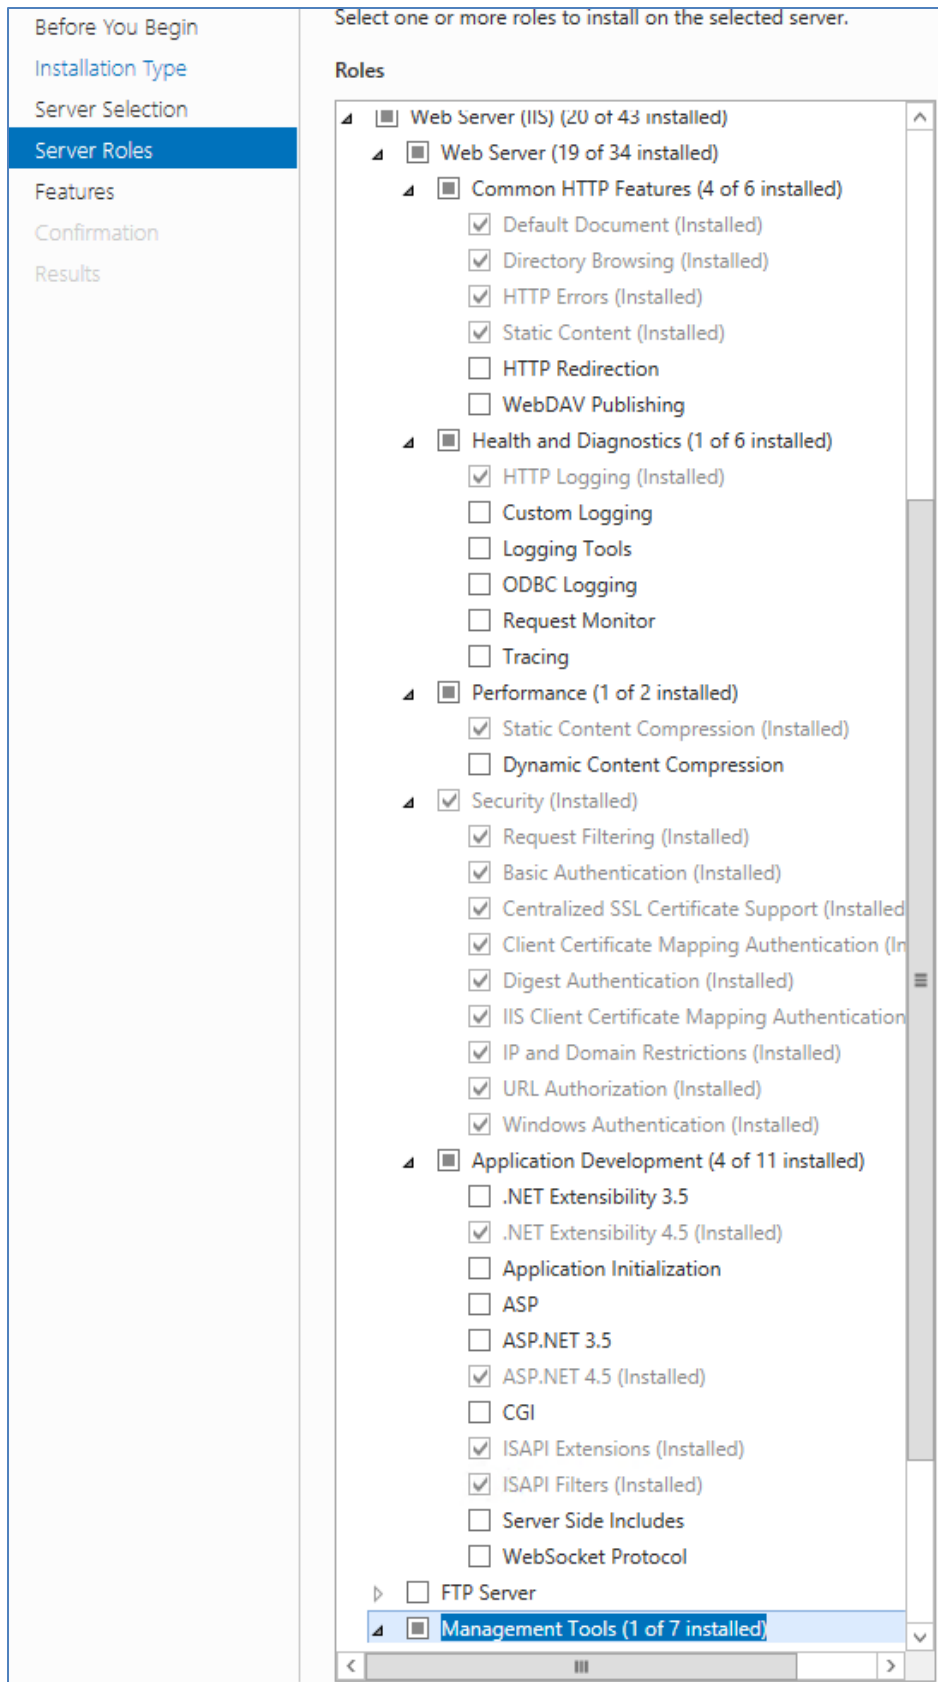 Before You Begin
Installation Type
Server Selection
Server Roles
Features
Confirmation
Results
Select one or more roles to install on the selected server.
Roles
Web Server (IIS) (20 of 43 installed)
Web Server (19 of 34 installed)
Common HTTP Features (4 of 6 installed)
Default Document (Installed)
Directory Browsing (Installed)
HTTP Errors (Installed)
Static Content (Installed)
HTTP Redirection
WebDAV Publishing
Health and Diagnostics (1 of 6 installed)
HTTP Logging (Installed)
Custom Logging
Logging Tools
ODBC Logging
Request Monitor
Tracing
Performance (1 of 2 installed)
Static Content Compression (Installed)
Dynamic Content Compression
Security (Installed)
Request Filtering (Installed)
Basic Authentication (Installed)
Centralized SSL Certificate Support (Installed
Client Certificate Mapping Authentication (In
Digest Authentication (Installed)
IIS Client Certificate Mapping Authentication
IP and Domain Restrictions (Installed)
URL Authorization (Installed)
Windows Authentication (Installed)
Application Development (4 of 11 installed)
.NET Extensibility 3.5
.NET Extensibility 4.5 (Installed)
Application Initialization
ASP
ASP.NET 3.5
ASP.NET 4.5 (Installed)
CGI
ISAPI Extensions (Installed)
ISAPI Filters (Installed)
Server Side Includes
WebSocket Protocol
FTP Server
Management Tools (1 of 7 installed)